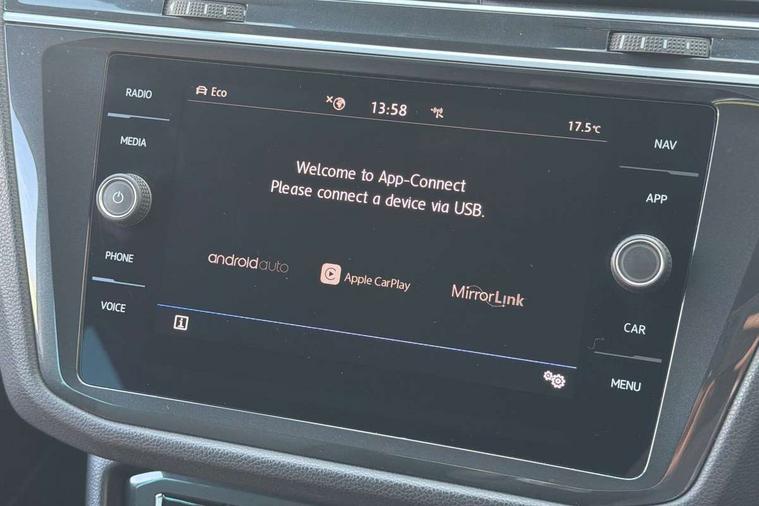 RADIO
MEDIA
PHONE
VOICE
Eco
13:58
17.5°C
Welcome to App-Connect
Please connect a device via USB.
androidauto
Apple CarPlay
MirrorLink
NAV
APP
CAR
MENU